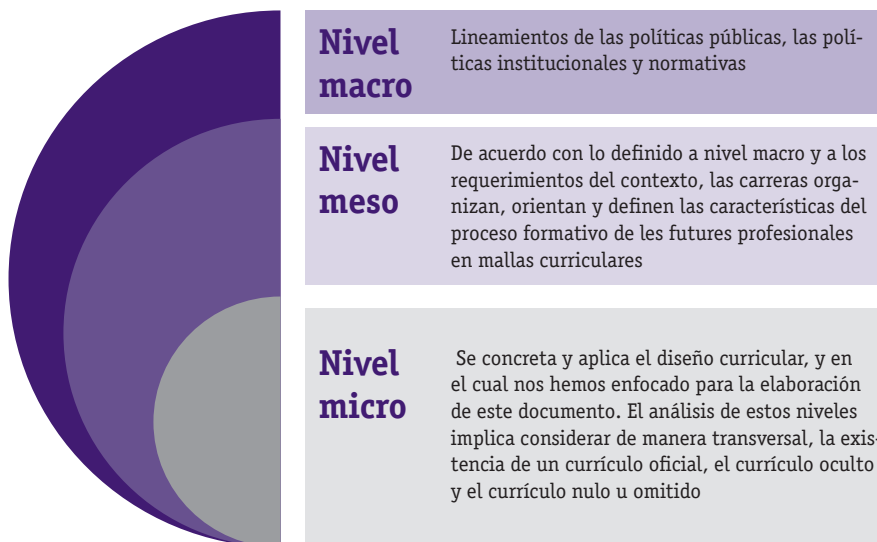 Nivel
macro
Lineamientos de las políticas públicas, las polí-
ticas institucionales y normativas
Nivel
meso
De acuerdo con lo definido a nivel macro y a los
requerimientos del contexto, las carreras orga-
nizan, orientan y definen las características del
proceso formativo de les futures profesionales
en mallas curriculares
Nivel
micro
Se concreta y aplica el diseño curricular, y en
el cual nos hemos enfocado para la elaboración
de este documento. El análisis de estos niveles
implica considerar de manera transversal, la exis-
tencia de un currículo oficial, el currículo oculto
y el currículo nulo u omitido